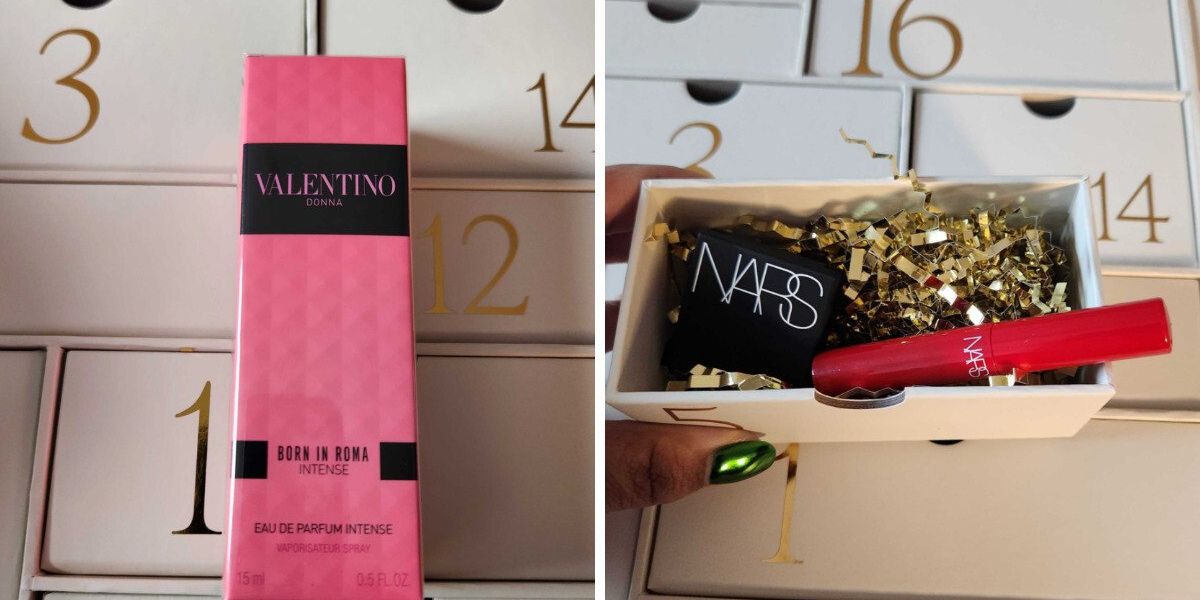 3
14
VALENTINO
DONNA
12
1
BORN IN ROMA
INTENSE
EAU DE PARFUM INTENSE
VAPORISATEUR SPRAY
15 ml 0.5 FL.OZ.
16
3
14
NARS
NARS
5
1